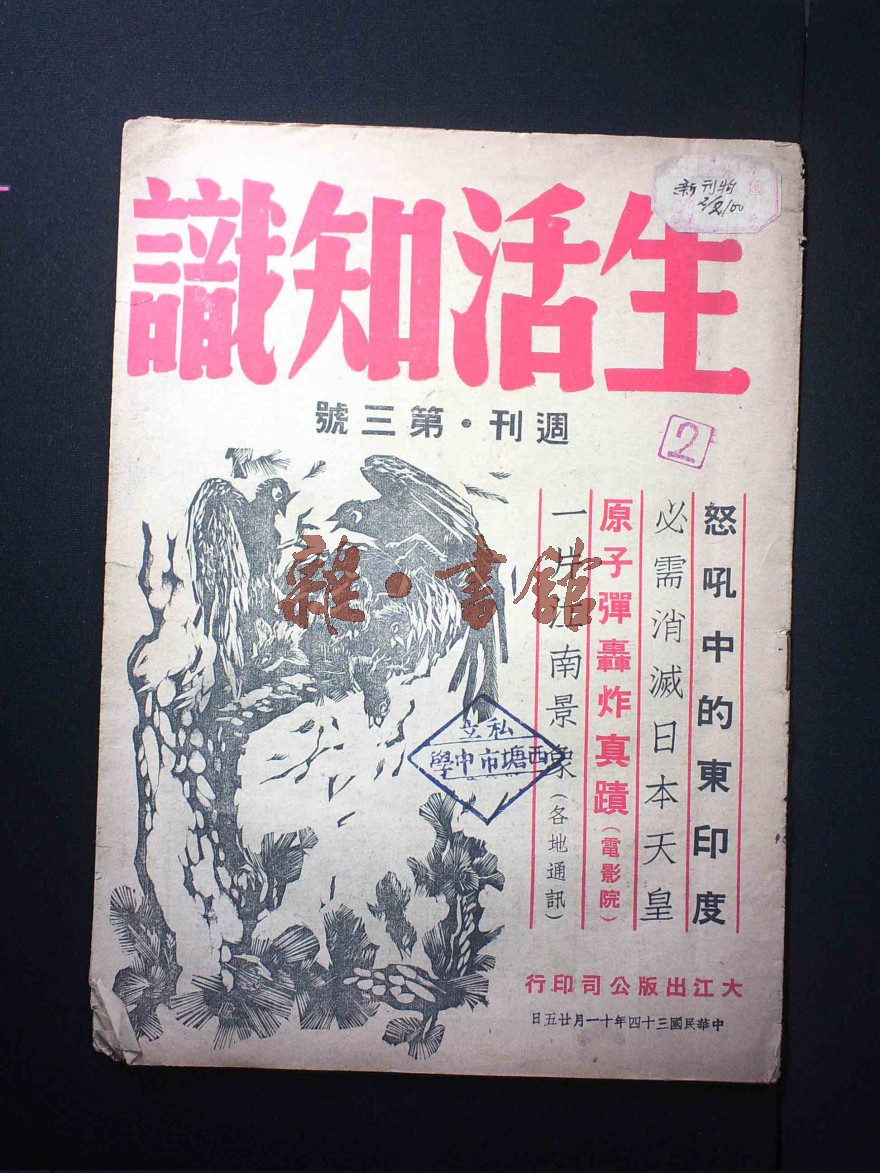 新刊物
生活知識
週刊·第三號
2
怒吼中的東印度
必需消滅日本天皇
原子彈轟炸真蹟(電影院)
一片江南景象(各地通訊)
雜·書館
私立
西塘市中學
大江出版公司印行
中華民國三十四年十一月廿五日